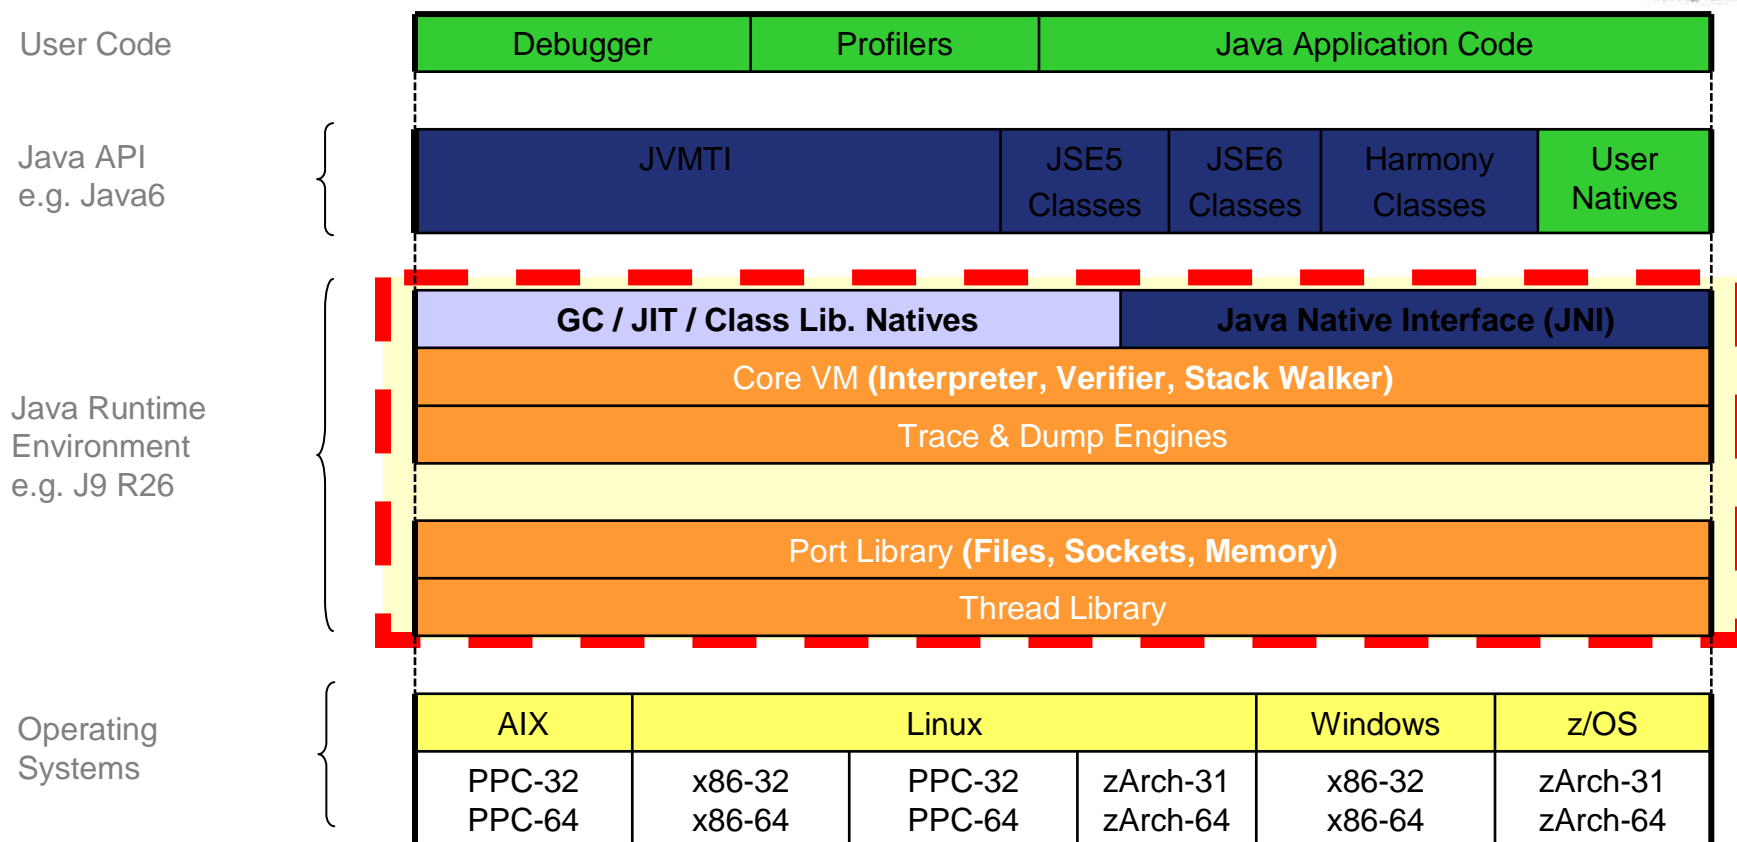 User Code
Debugger
Profilers
Java Application Code
Java API
e.g. Java6
JVMTI
JSE5
Classes
JSE6
Classes
Harmony
Classes
User
Natives
Java Runtime
Environment
e.g. J9 R26
GC / JIT / Class Lib. Natives
Java Native Interface (JNI)
Core VM (Interpreter, Verifier, Stack Walker)
Trace & Dump Engines
Port Library (Files, Sockets, Memory)
Thread Library
Operating
Systems
AIX
Linux
Windows
z/OS
PPC-32
PPC-64
x86-32
x86-64
PPC-32
PPC-64
zArch-31
zArch-64
x86-32
x86-64
zArch-31
zArch-64